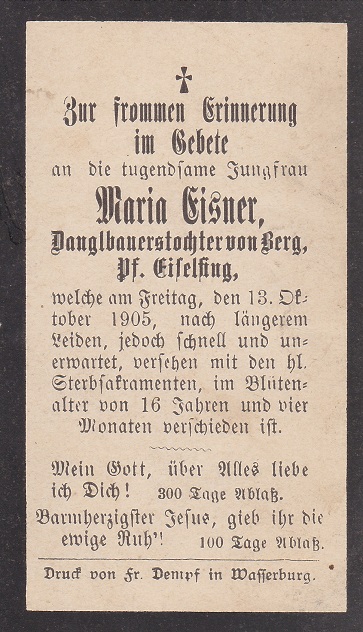 Zur frommen Erinnerung
im Gebete
an die tugendsame Jungfrau
Maria Eisner,
Danglbauerstochter von Berg,
Pf. Eiselfing,
welche am Freitag, den 13. Ok-
tober 1905, nach längerem
Leiden, jedoch schnell und un-
erwartet, versehen mit den hl.
Sterbsakramenten, im Blüten-
alter von 16 Jahren und vier
Monaten verschieden ist.
Mein Gott, über Alles liebe
ich Dich! 300 Tage Ablaß.
Barmherzigster Jesus, gieb ihr die
ewige Ruh'! 100 Tage Ablaß.
Druck von Fr. Dempf in Wasserburg.